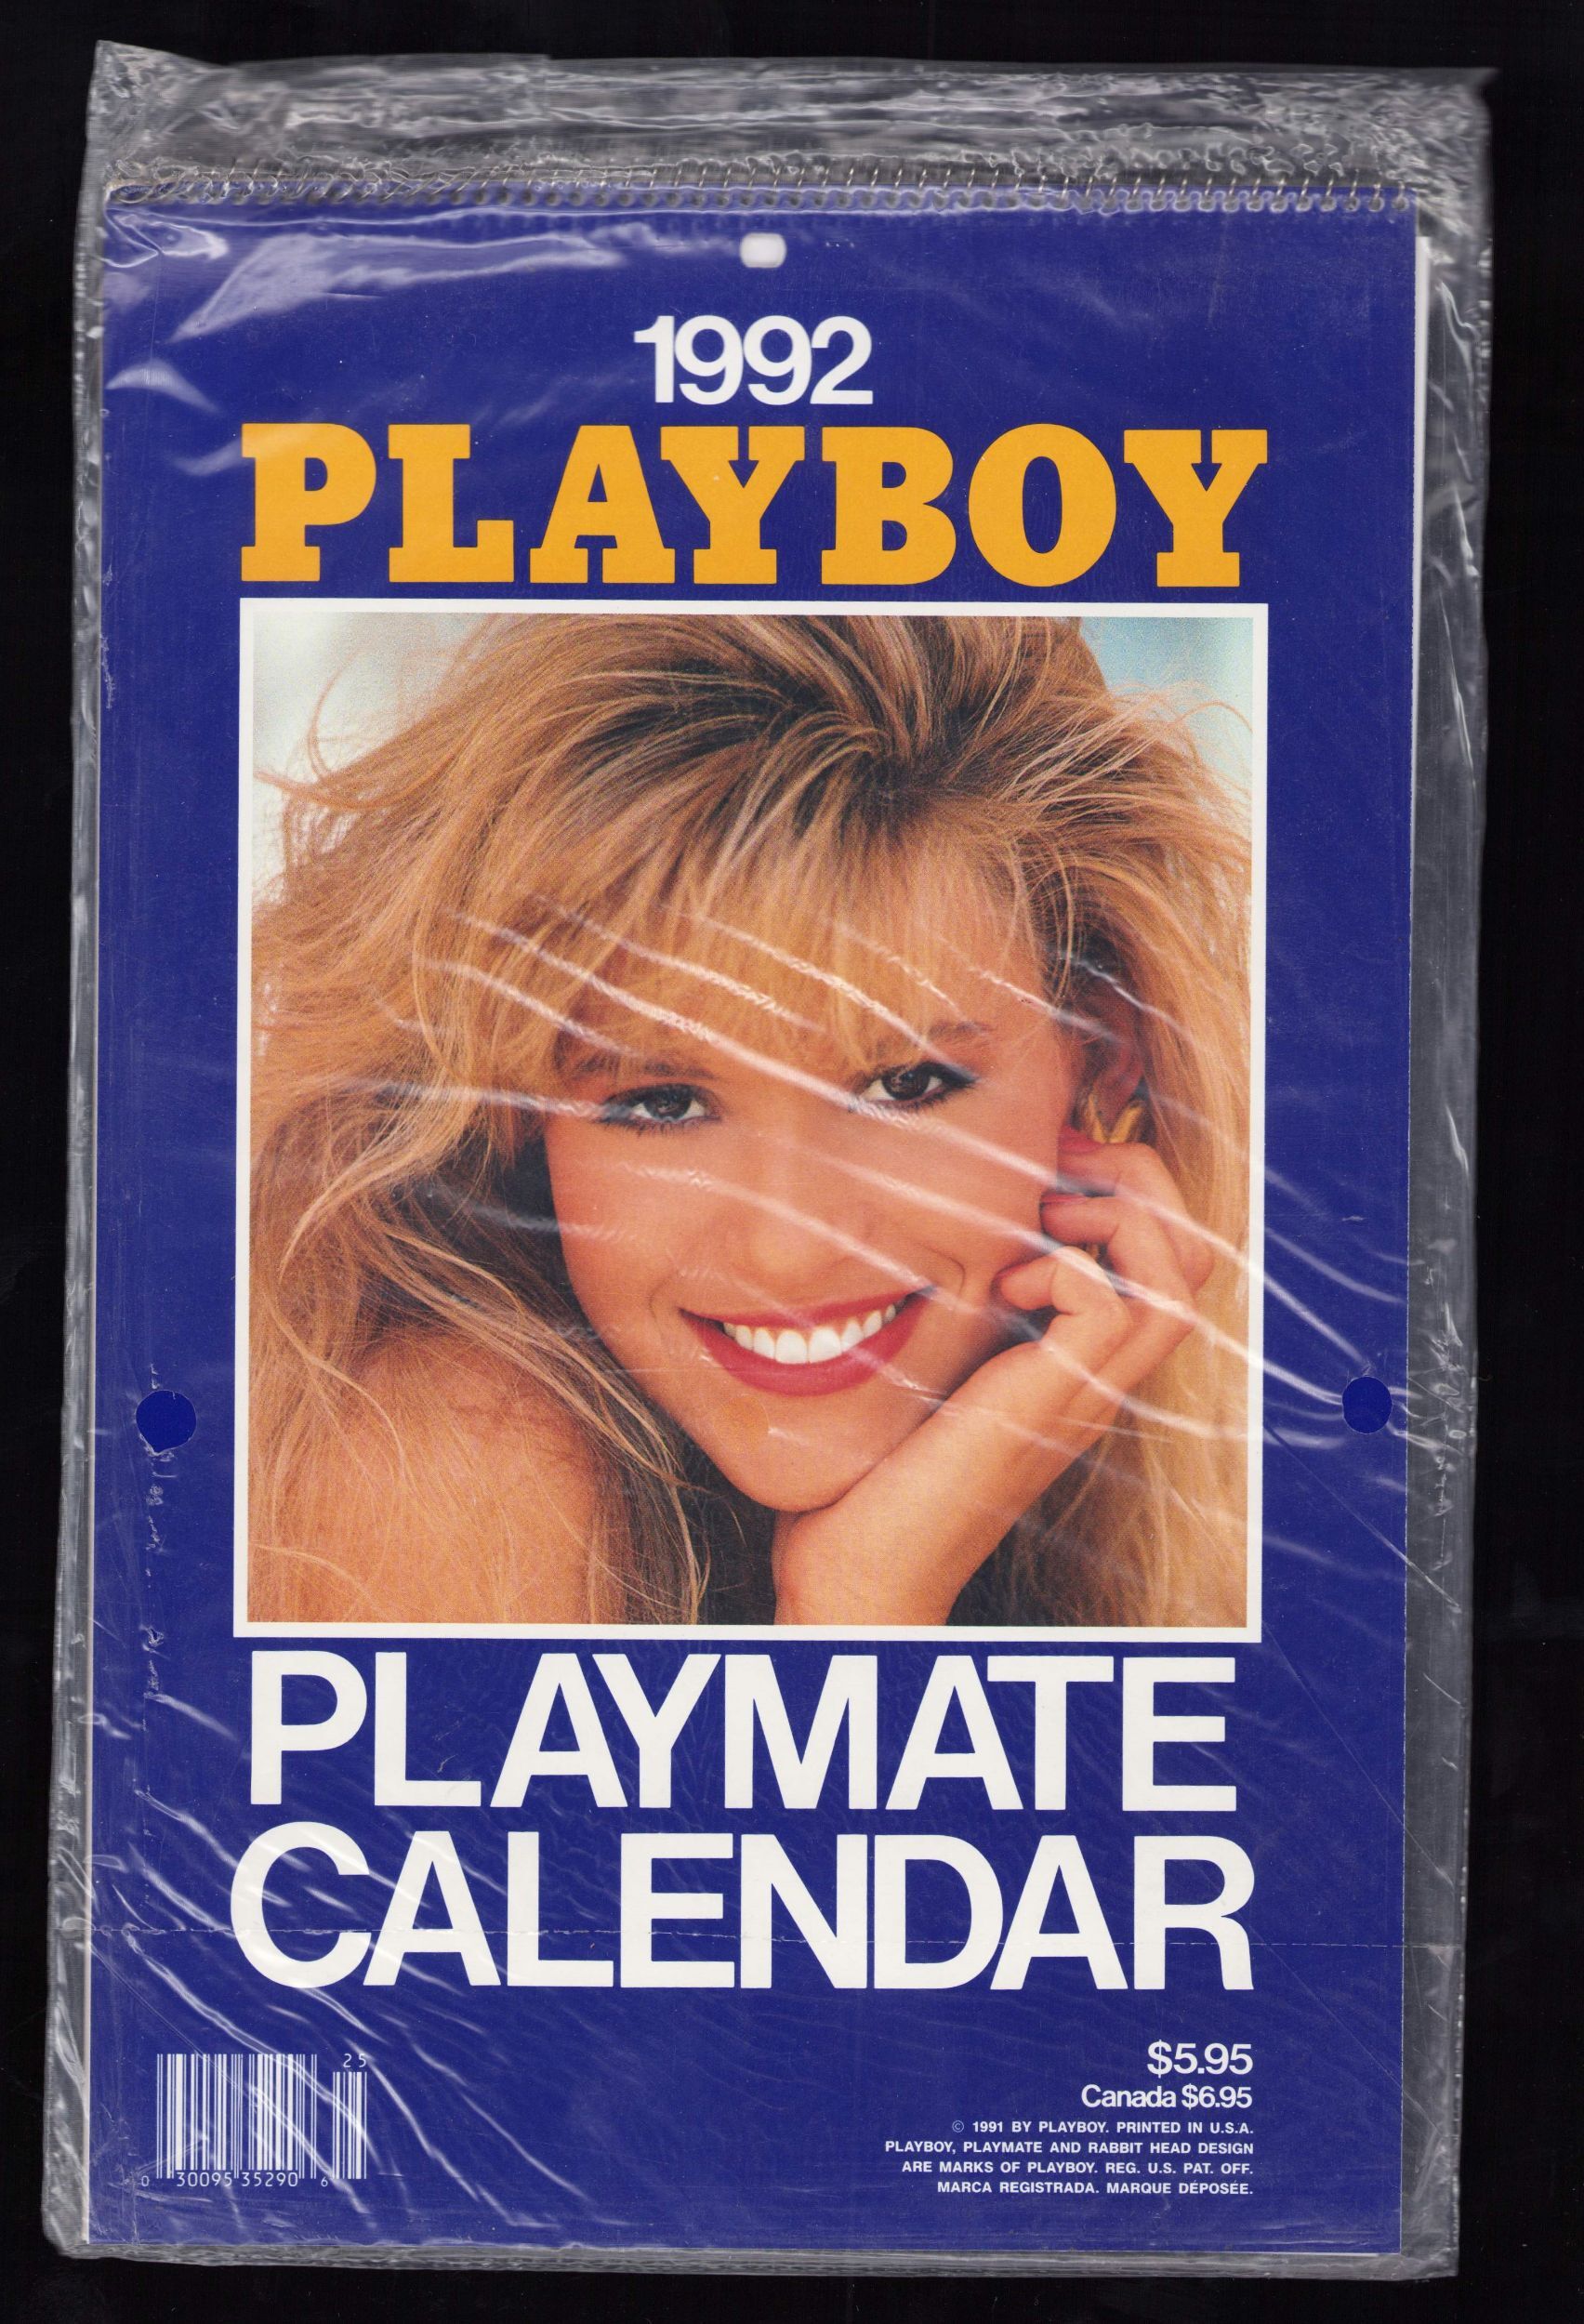 1992
PLAYBOY
PLAYMATE
CALENDAR
25
0 30095 35290 6
$5.95
Canada $6.95
© 1991 BY PLAYBOY. PRINTED IN U.S.A.
PLAYBOY, PLAYMATE AND RABBIT HEAD DESIGN
ARE MARKS OF PLAYBOY. REG. U.S. PAT. OFF.
MARCA REGISTRADA. MARQUE DÉPOSÉE.